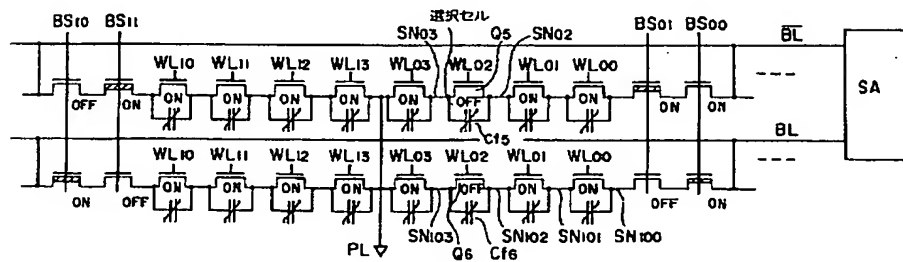 BS10 BS11 選択セル BS01 BS00
SN03 Q5 SN02 B̅L̅
WL10 WL11 WL12 WL13 WL03 WL02 WL01 WL00
SA
ON ON ON ON ON OFF ON ON
OFF ON ON ON
Cf5 BL
WL10 WL11 WL12 WL13 WL03 WL02 WL01 WL00
ON ON ON ON ON OFF ON ON
ON OFF OFF ON
SN103 SN102 SN101 SN100
PL Q6 Cf6